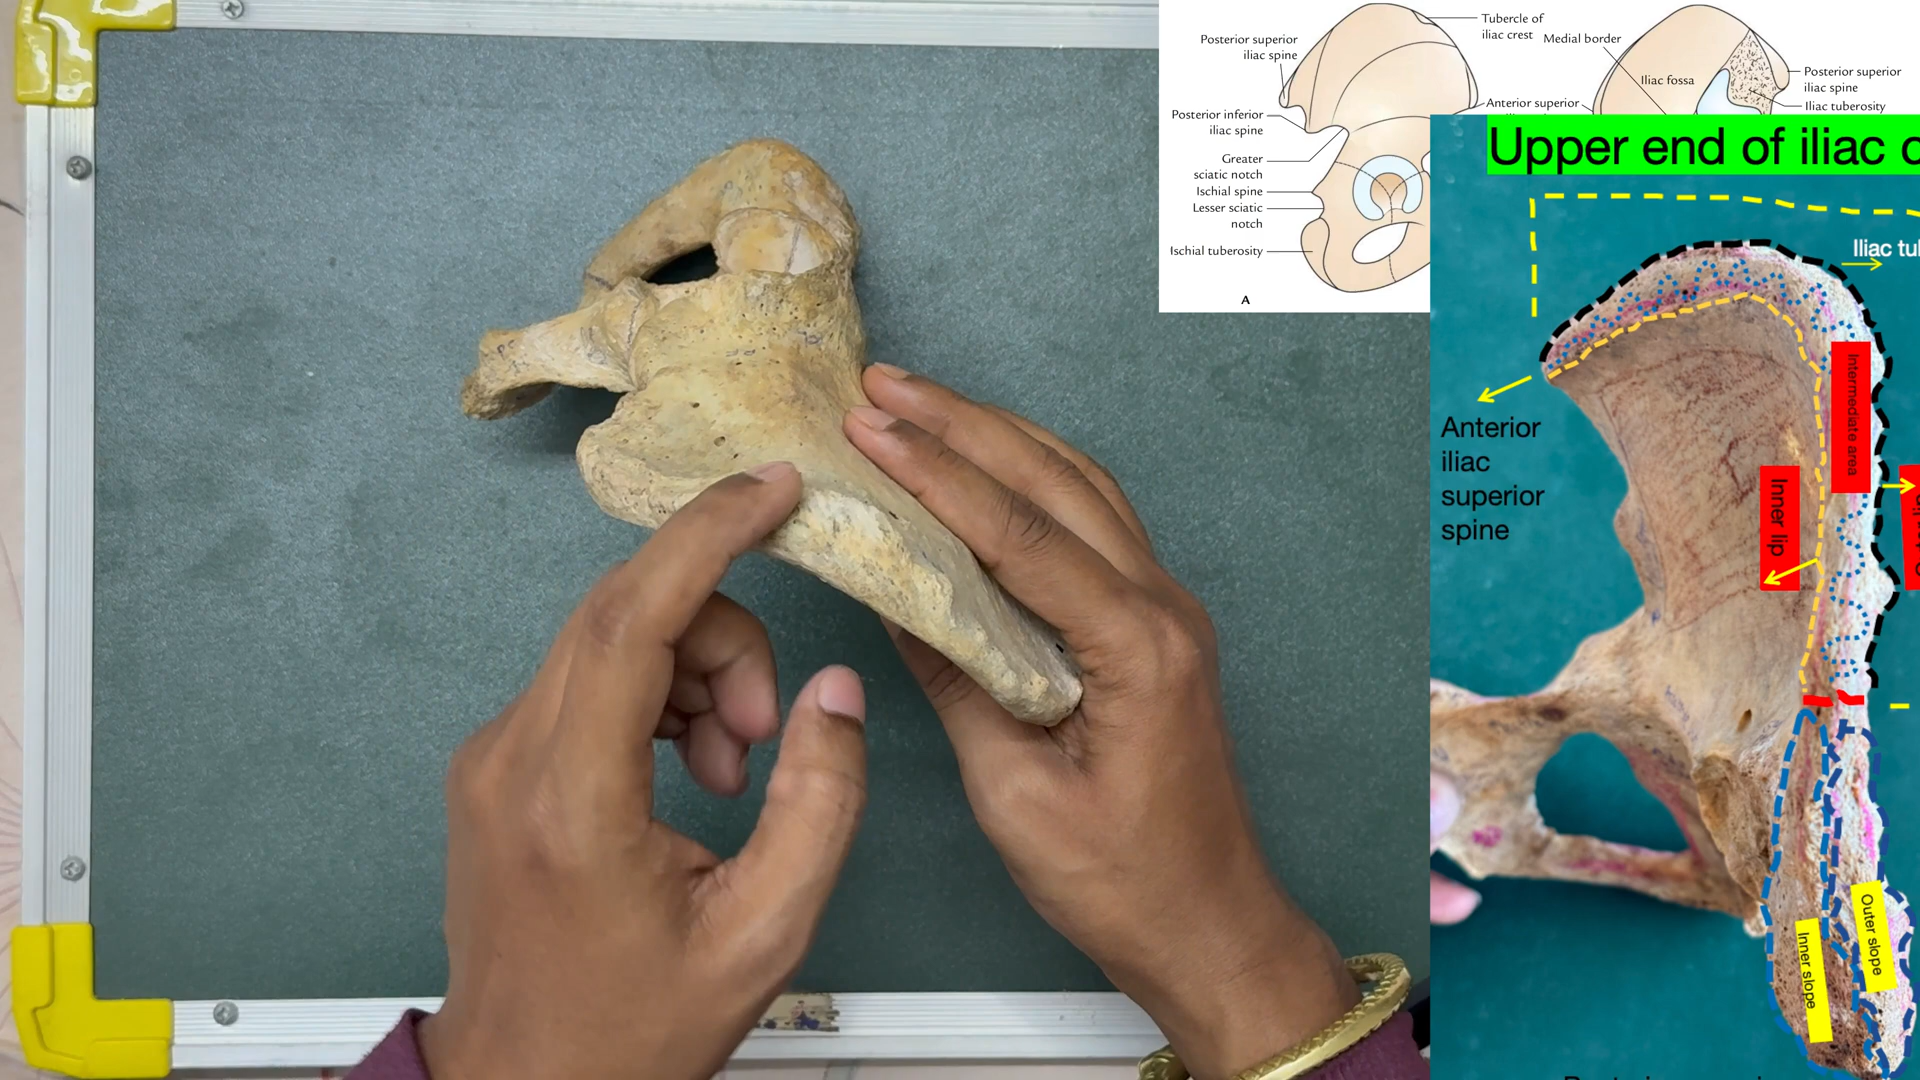 Tubercle of
iliac crest
Medial border
Posterior superior
iliac spine
Iliac fossa
Posterior superior
iliac spine
Iliac tuberosity
Anterior superior
Posterior inferior
iliac spine
Greater
sciatic notch
Ischial spine
Lesser sciatic
notch
Ischial tuberosity
A
Upper end of iliac
Iliac
Anterior
iliac
superior
spine
Intermediate area
Inner lip
Outer slope
Inner slope